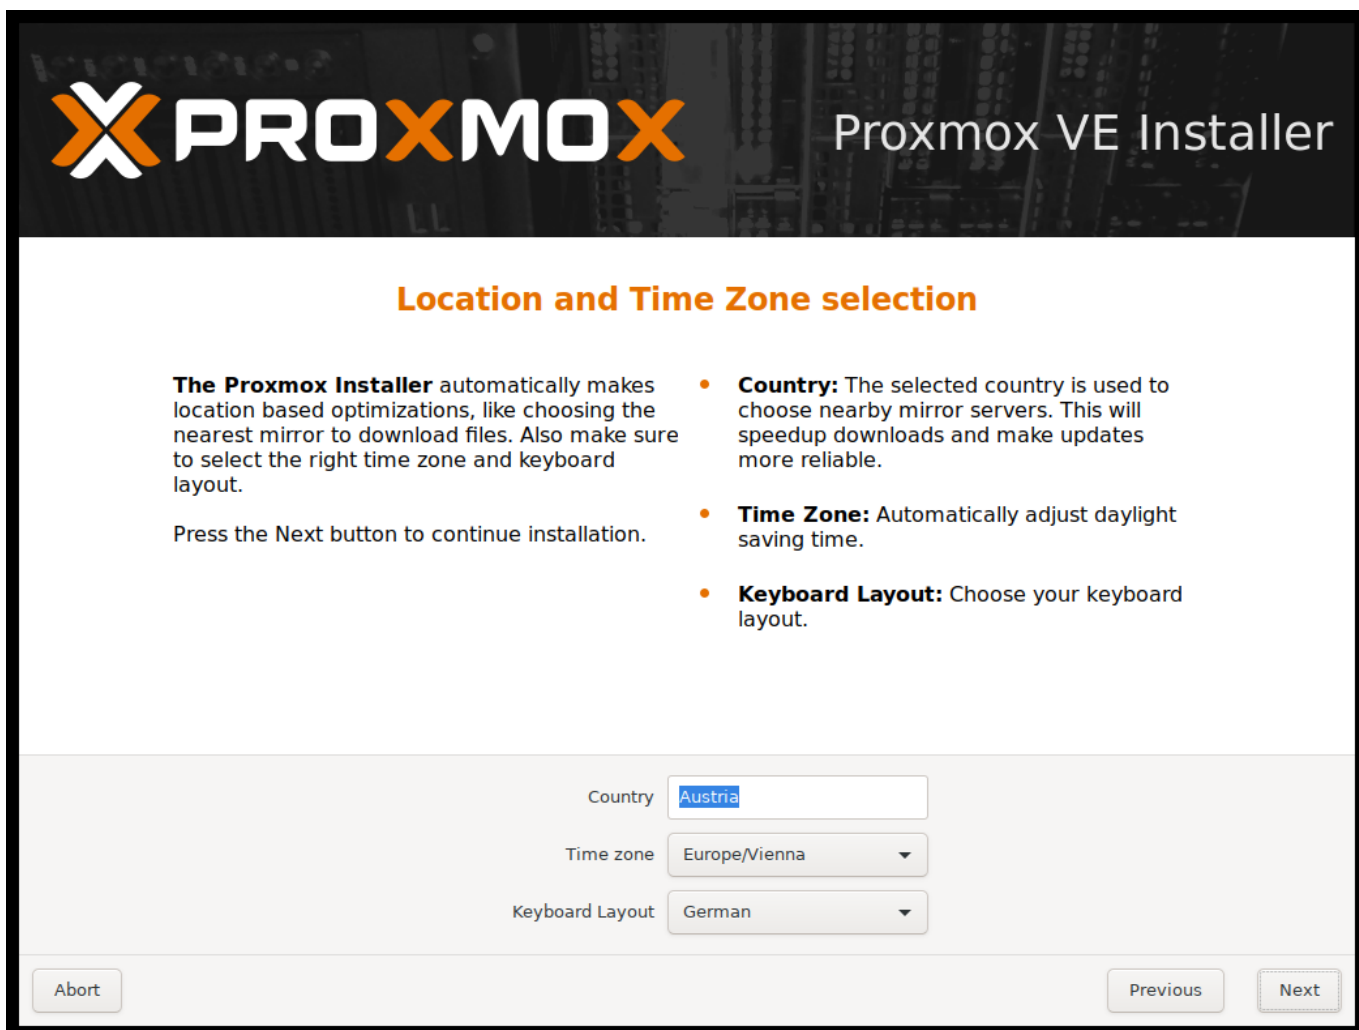 PROXMOX
Proxmox VE Installer
Location and Time Zone selection
The Proxmox Installer automatically makes
location based optimizations, like choosing the
nearest mirror to download files. Also make sure
to select the right time zone and keyboard
layout.
Press the Next button to continue installation.
• Country: The selected country is used to
choose nearby mirror servers. This will
speedup downloads and make updates
more reliable.
• Time Zone: Automatically adjust daylight
saving time.
• Keyboard Layout: Choose your keyboard
layout.
Country Austria
Time zone Europe/Vienna
Keyboard Layout German
Abort Previous Next